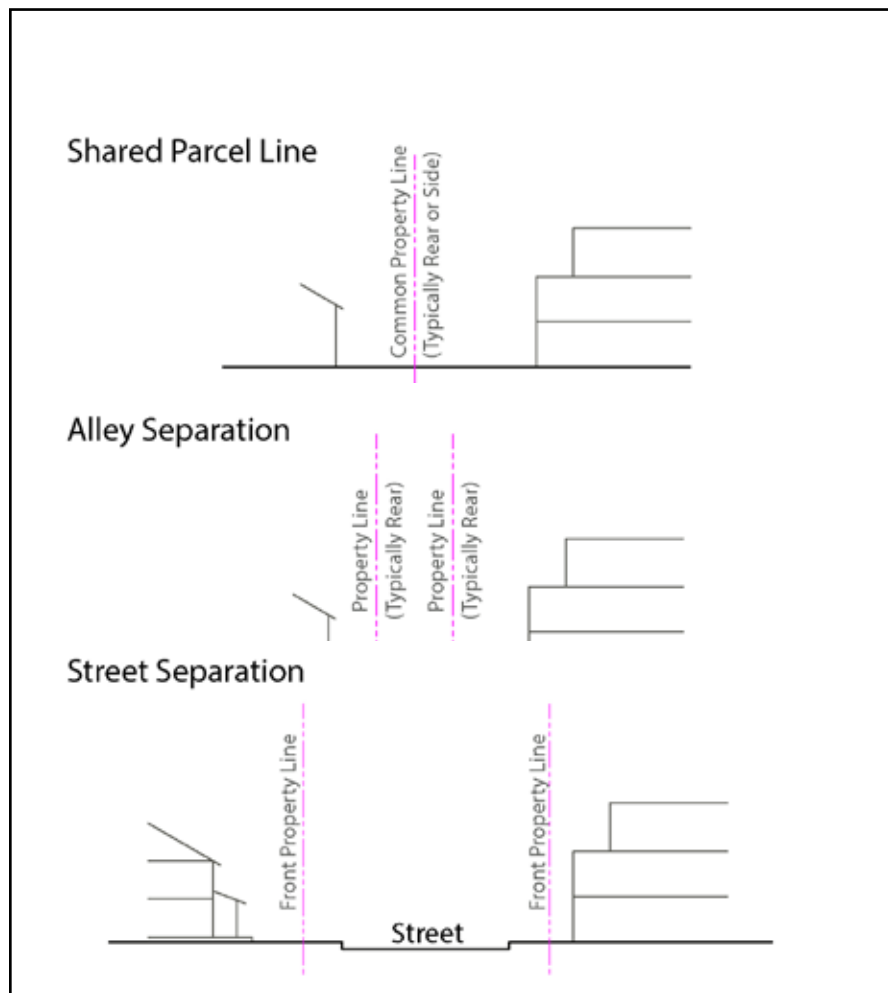 Shared Parcel Line
Common Property Line
(Typically Rear or Side)
Alley Separation
Property Line
(Typically Rear)
Property Line
(Typically Rear)
Street Separation
Front Property Line
Front Property Line
Street